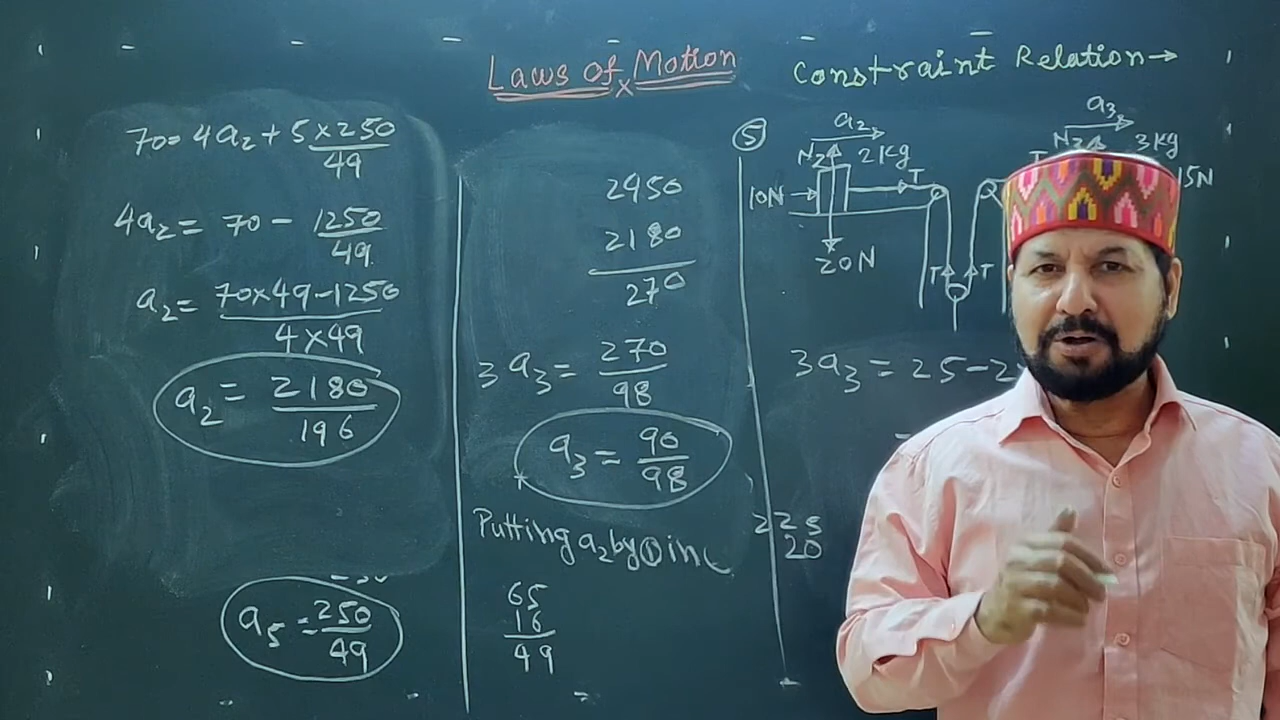 Laws of Motion
x
Constraint Relation→
70 = 4a₂ + 5 × 250/49
4a₂ = 70 - 1250/49
a₂ = 70×49-1250/4×49
a₂ = 2180/196
a₅ = 250/49
2950
2180
270
3a₃ = 270/98
a₃ = 90/98
Putting a₂ by ① in
65
16
49
⑤
a₂
N₂
2kg
10N
T
20N
T
T
a₃
N₃
3kg
T
Q
15N
3a₃ = 25-2
225
20